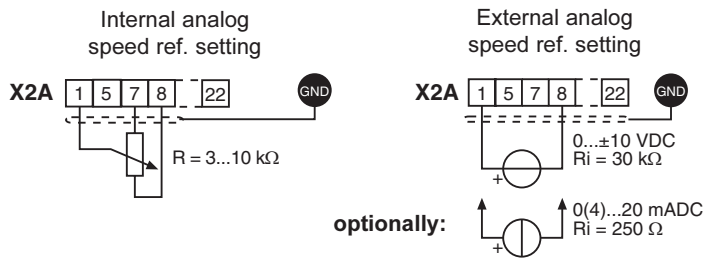 Internal analog
speed ref. setting
X2A 1 5 7 8 22 GND
R = 3...10 kΩ
External analog
speed ref. setting
X2A 1 5 7 8 22 GND
0...±10 VDC
Ri = 30 kΩ
+
optionally:
0(4)...20 mADC
Ri = 250 Ω
+